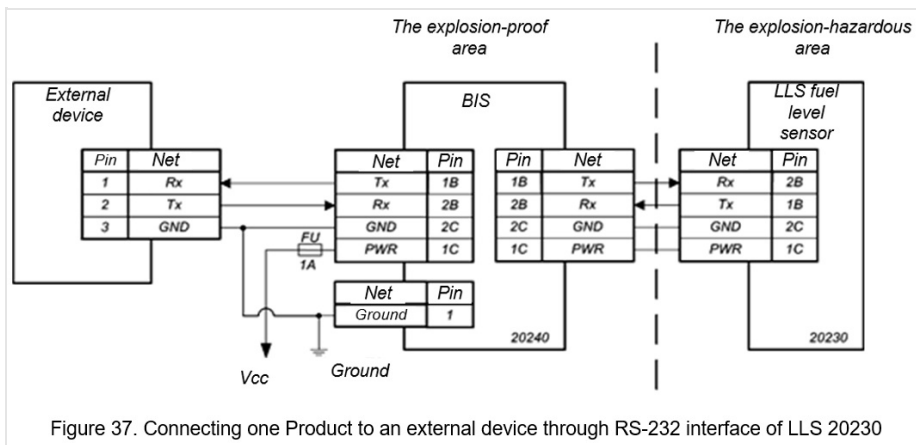 The explosion-proof
area
The explosion-hazardous
area
External
device
BIS
LLS fuel
level
sensor
Pin Net
1 Rx
2 Tx
3 GND
Net Pin
Tx 1B
Rx 2B
GND 2C
PWR 1C
FU
1A
Net Pin
Ground 1
Pin Net
1B Tx
2B Rx
2C GND
1C PWR
Net Pin
Rx 2B
Tx 1B
GND 2C
PWR 1C
20240
20230
Vcc
Ground
Figure 37. Connecting one Product to an external device through RS-232 interface of LLS 20230